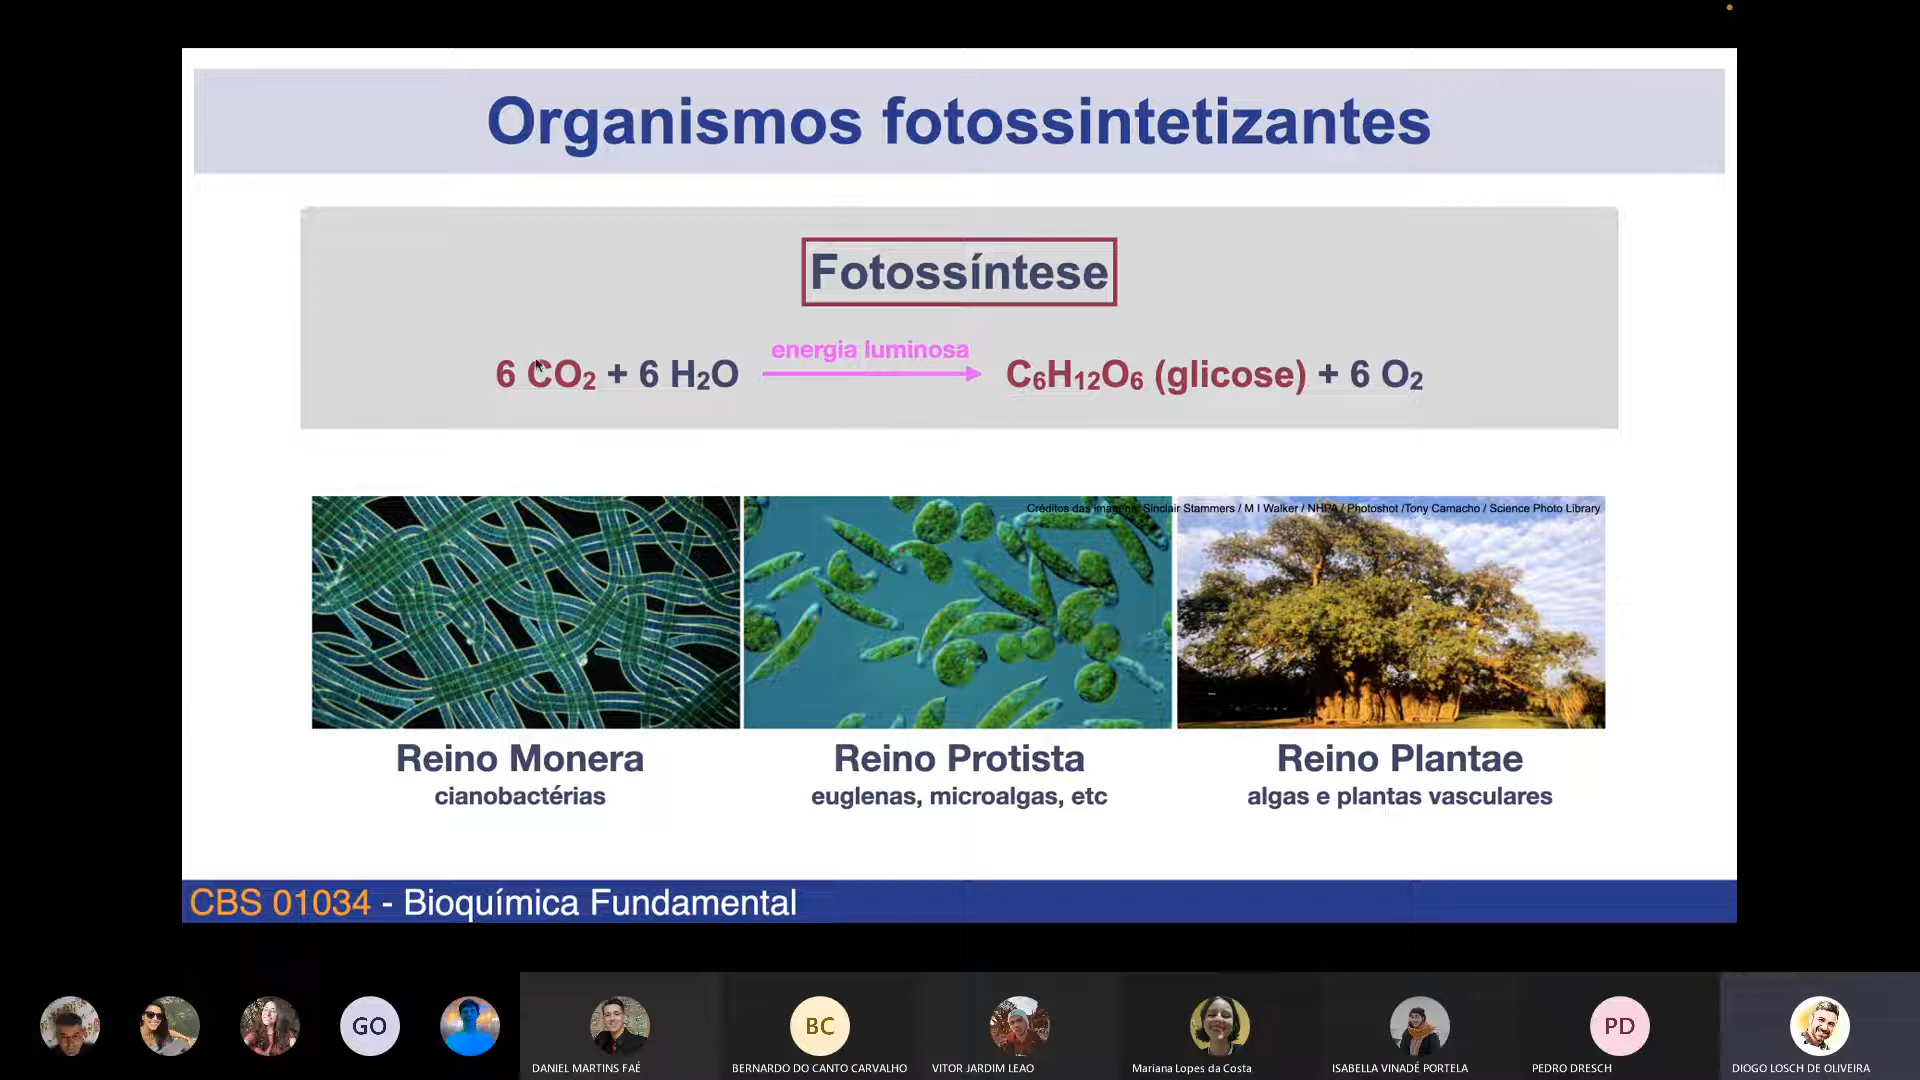 Organismos fotossintetizantes
Fotossíntese
energia luminosa
6 CO₂ + 6 H₂O C₆H₁₂O₆ (glicose) + 6 O₂
Créditos das imagens: Sinclair Stammers / M I Walker / NHPA / Photoshot /Tony Camacho / Science Photo Library
Reino Monera
cianobactérias
Reino Protista
euglenas, microalgas, etc
Reino Plantae
algas e plantas vasculares
CBS 01034 - Bioquímica Fundamental
GO
BC
PD
DANIEL MARTINS FAÉ
BERNARDO DO CANTO CARVALHO
VITOR JARDIM LEAO
Mariana Lopes da Costa
ISABELLA VINADÉ PORTELA
PEDRO DRESCH
DIOGO LOSCH DE OLIVEIRA